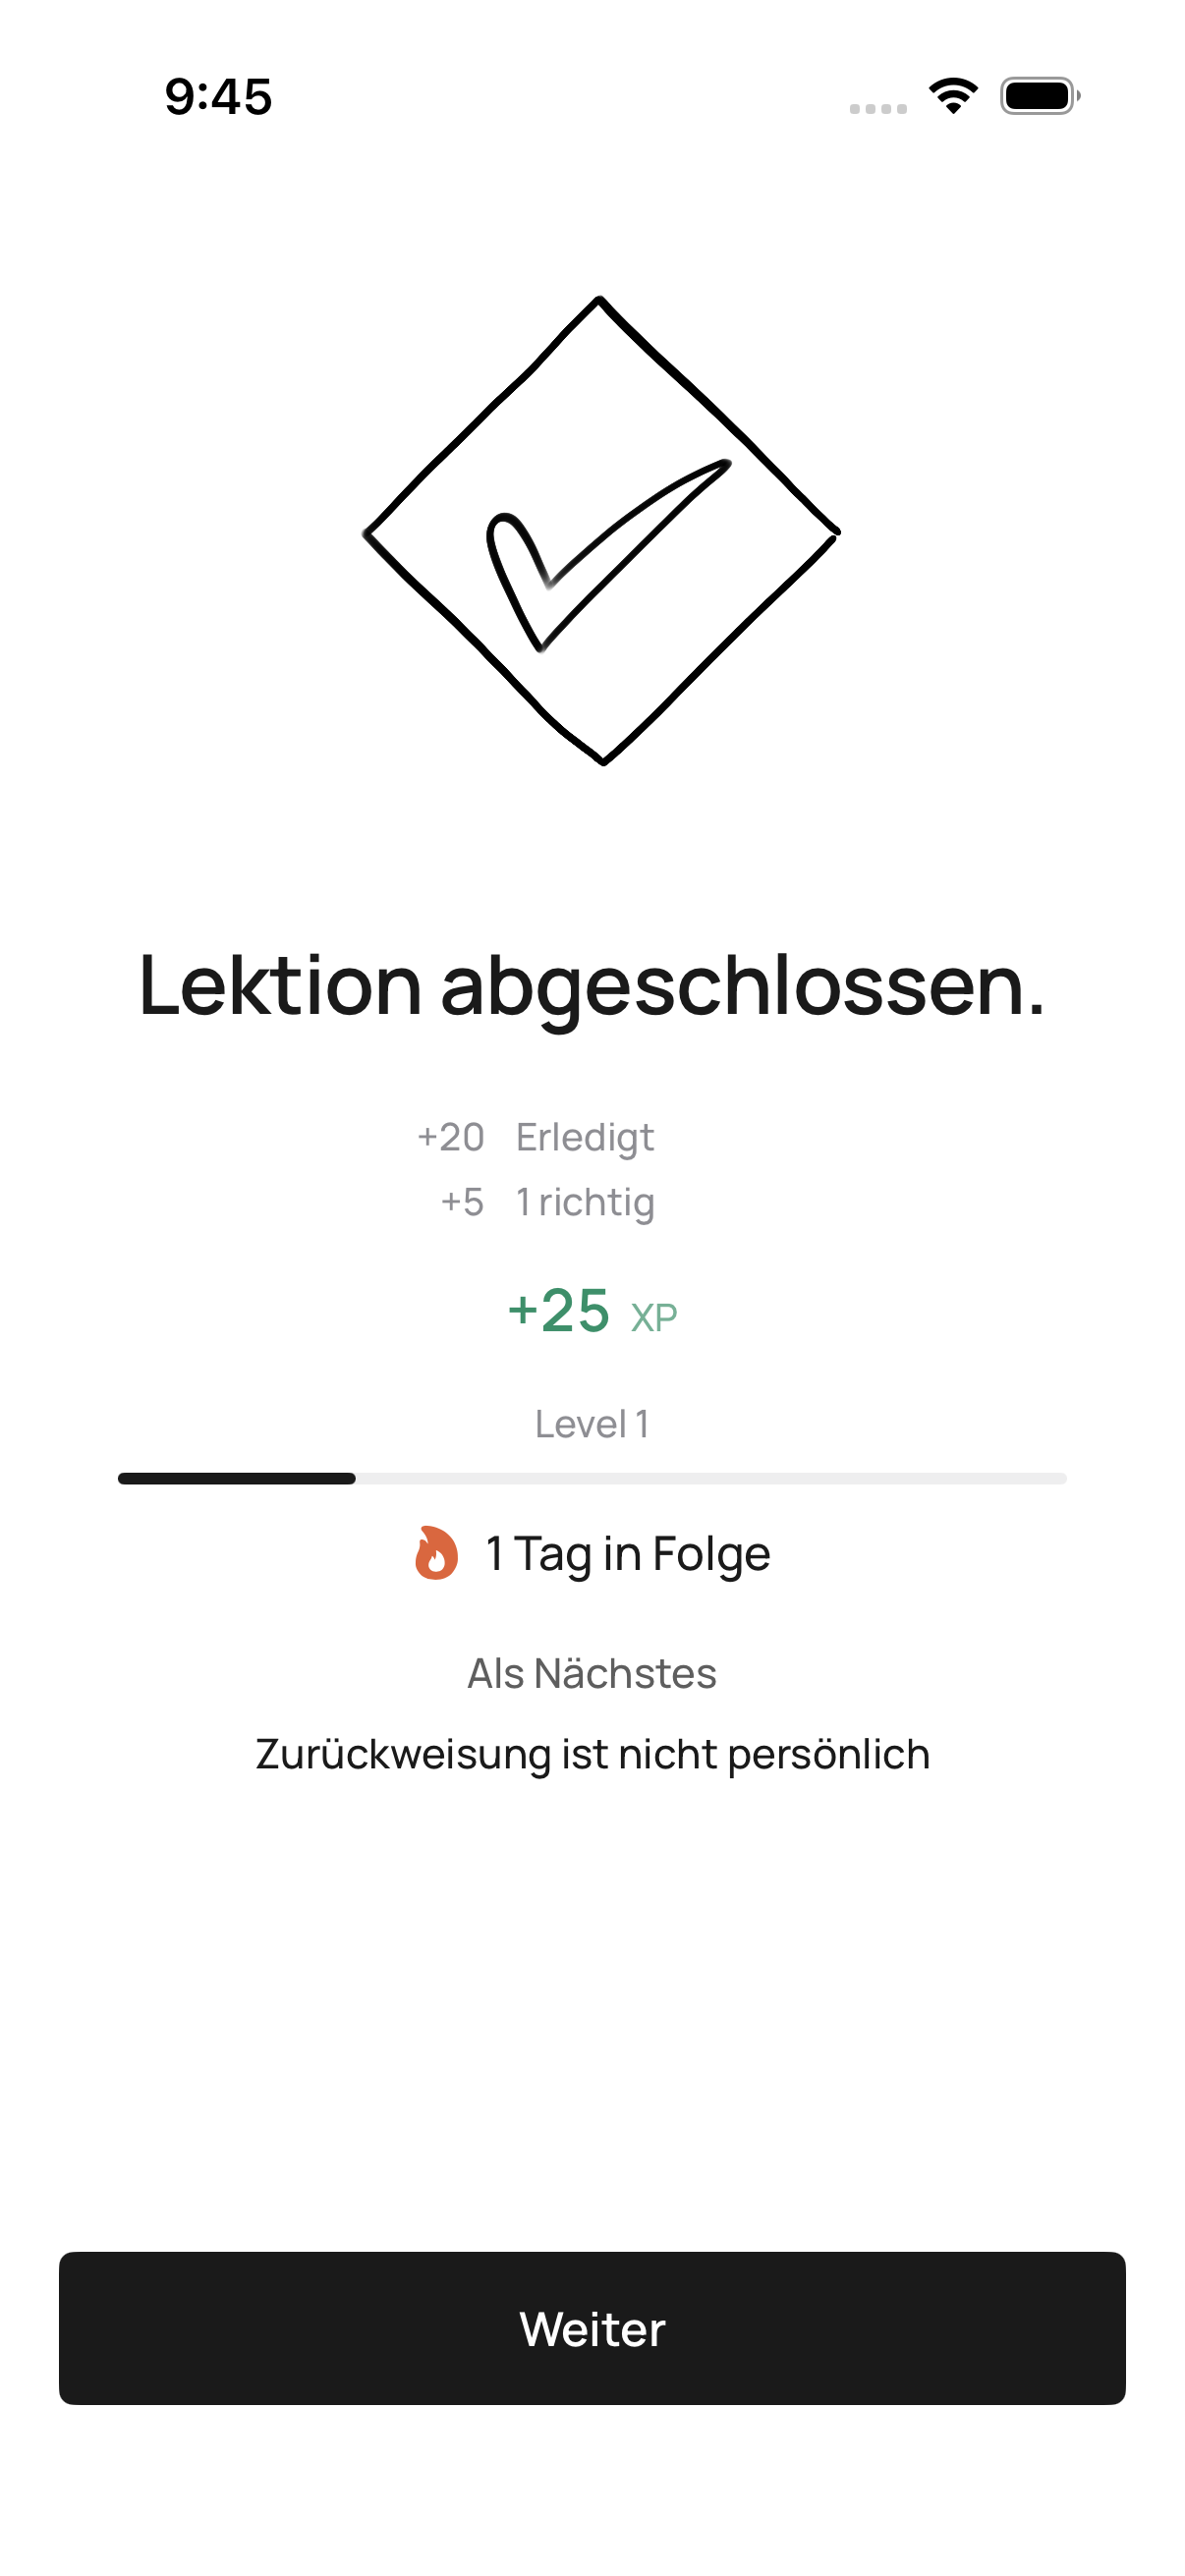 9:45
Lektion abgeschlossen.
+20 Erledigt
+5 1 richtig
+25 XP
Level 1
1 Tag in Folge
Als Nächstes
Zurückweisung ist nicht persönlich
Weiter